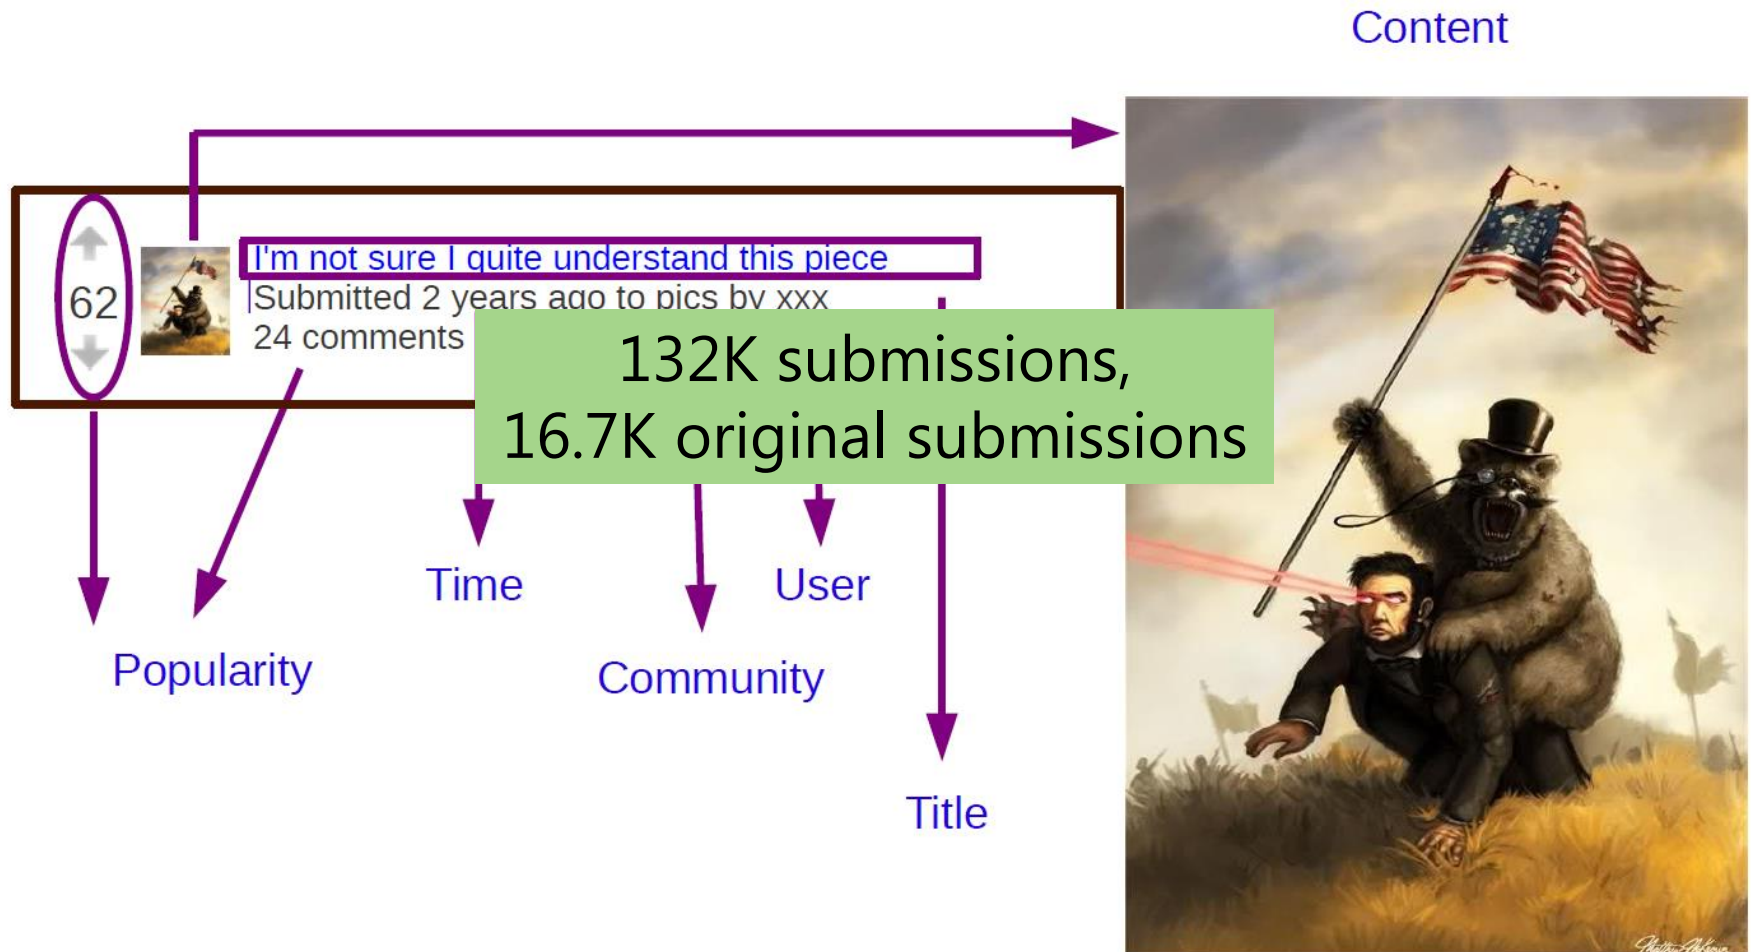 Content
I'm not sure I quite understand this piece
62
Submitted 2 years ago to pics by xxx
24 comments
132K submissions,
16.7K original submissions
Time
User
Popularity
Community
Title